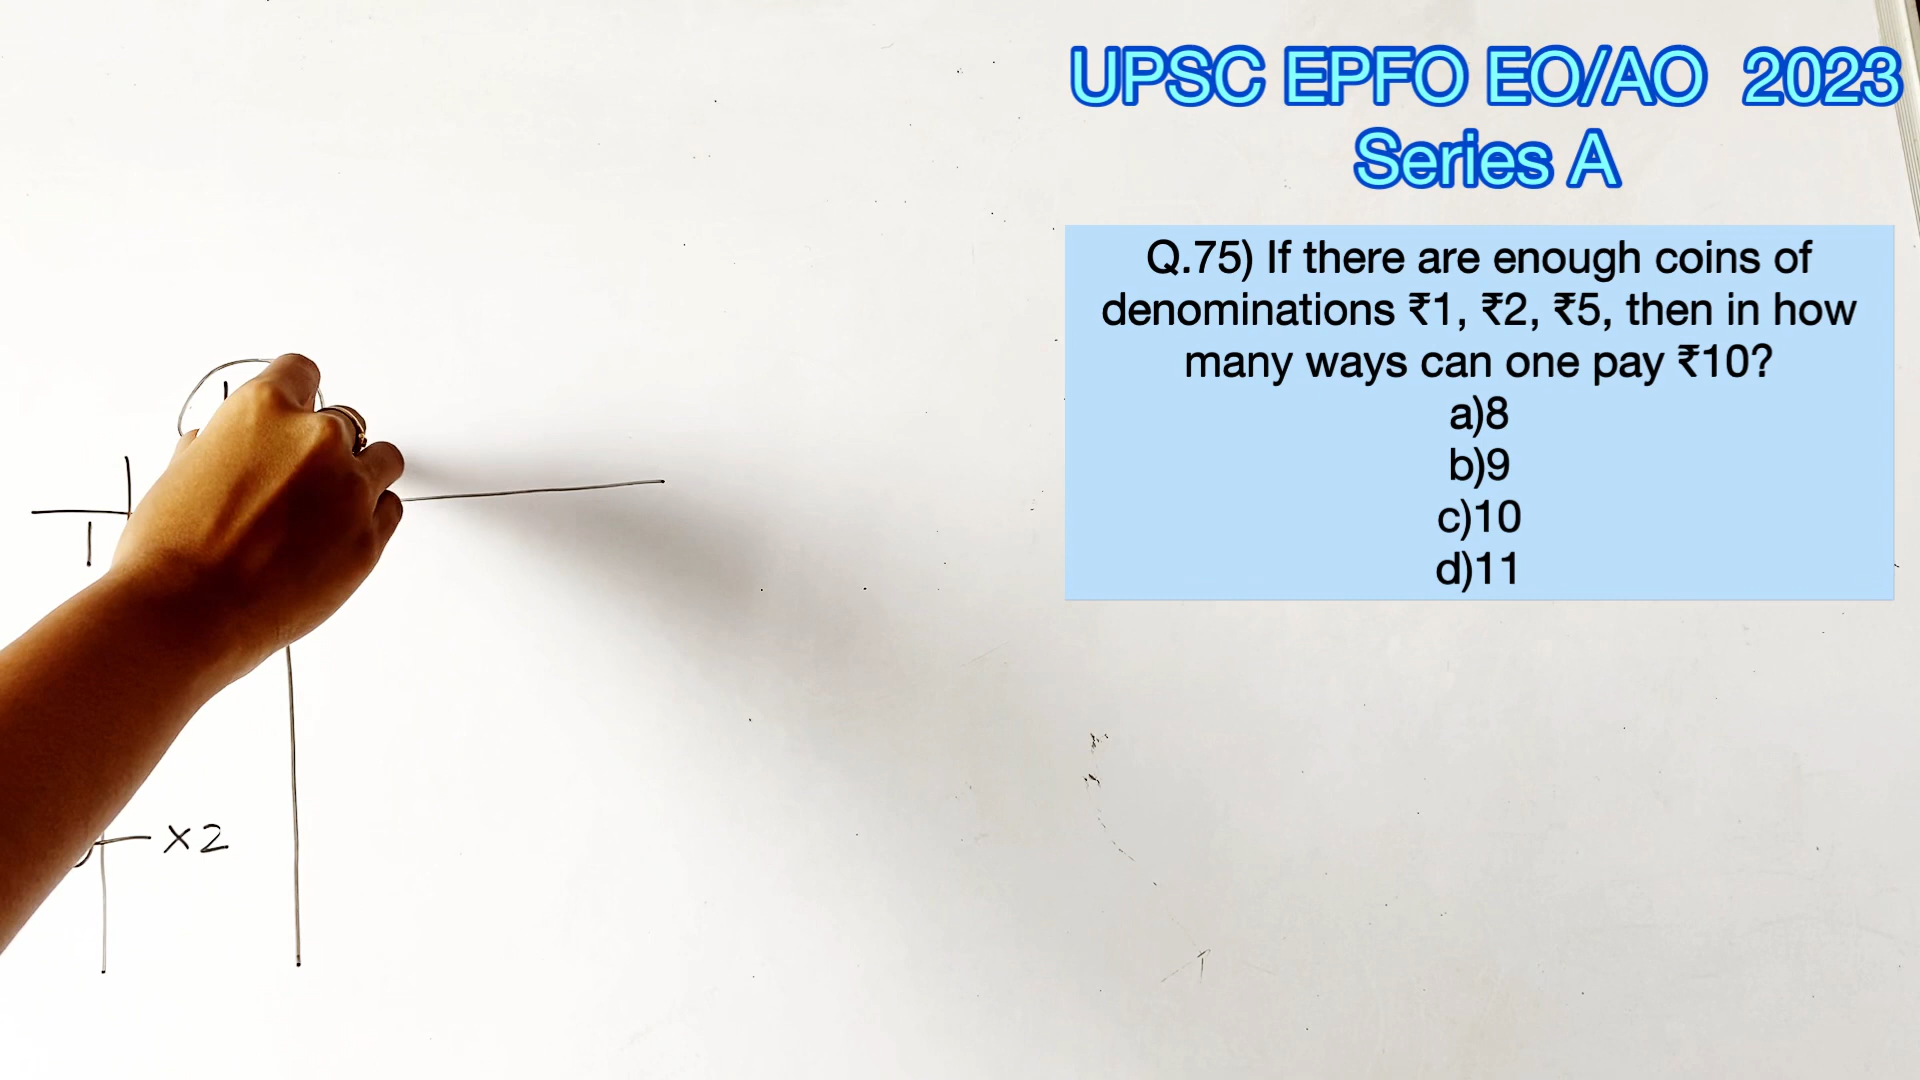 UPSC EPFO EO/AO 2023
Series A
Q.75) If there are enough coins of
denominations ₹1, ₹2, ₹5, then in how
many ways can one pay ₹10?
a)8
b)9
c)10
d)11
1
×2